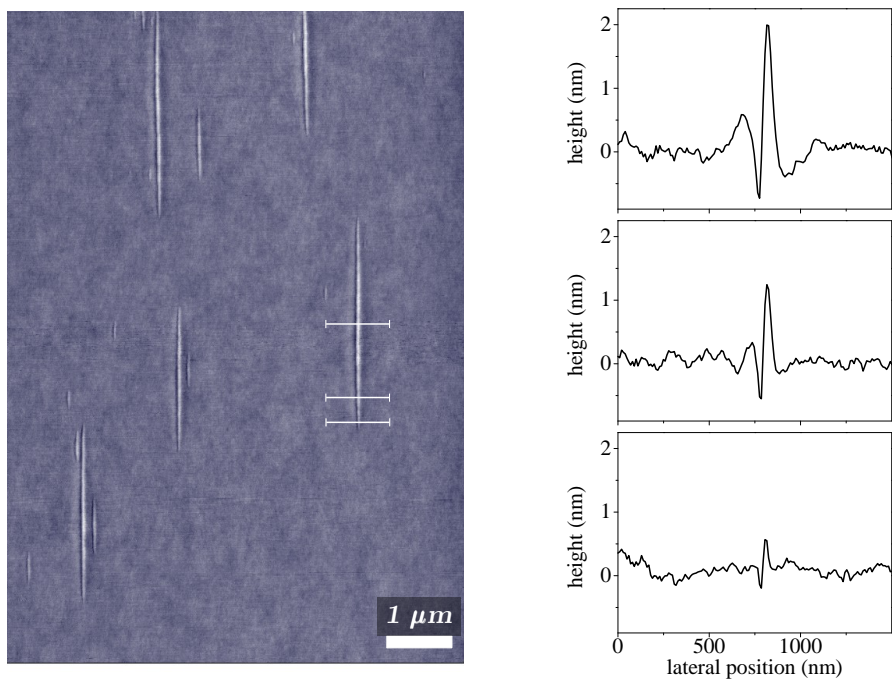 1 μm
2
1
0
height (nm)
2
1
0
height (nm)
2
1
0
height (nm)
0 500 1000
lateral position (nm)